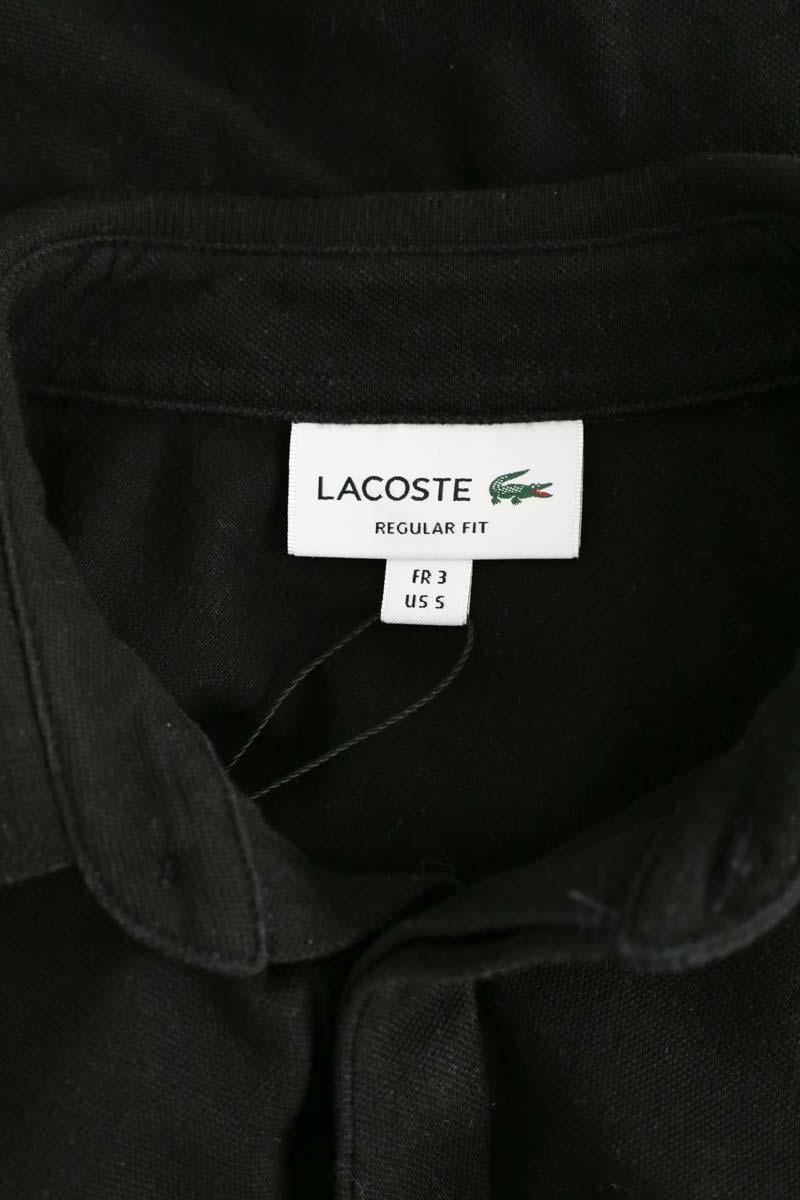 LACOSTE
REGULAR FIT
FR 3
US S